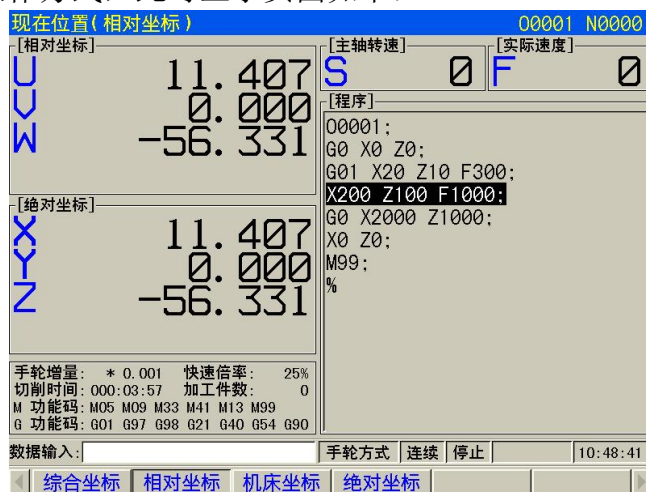 现在位置(相对坐标) O0001 N0000
[相对坐标]
U 11.407
V 0.000
W -56.331
[绝对坐标]
X 11.407
Y 0.000
Z -56.331
手轮增量: * 0.001 快速倍率: 25%
切削时间: 000:03:57 加工件数: 0
M 功能码: M05 M09 M33 M41 M13 M99
G 功能码: G01 G97 G98 G21 G40 G54 G90
[主轴转速] [实际速度]
S 0 F 0
[程序]
O0001;
G0 X0 Z0;
G01 X20 Z10 F300;
X200 Z100 F1000;
G0 X2000 Z1000;
X0 Z0;
M99;
%
数据输入: 手轮方式 连续 停止 10:48:41
综合坐标 相对坐标 机床坐标 绝对坐标